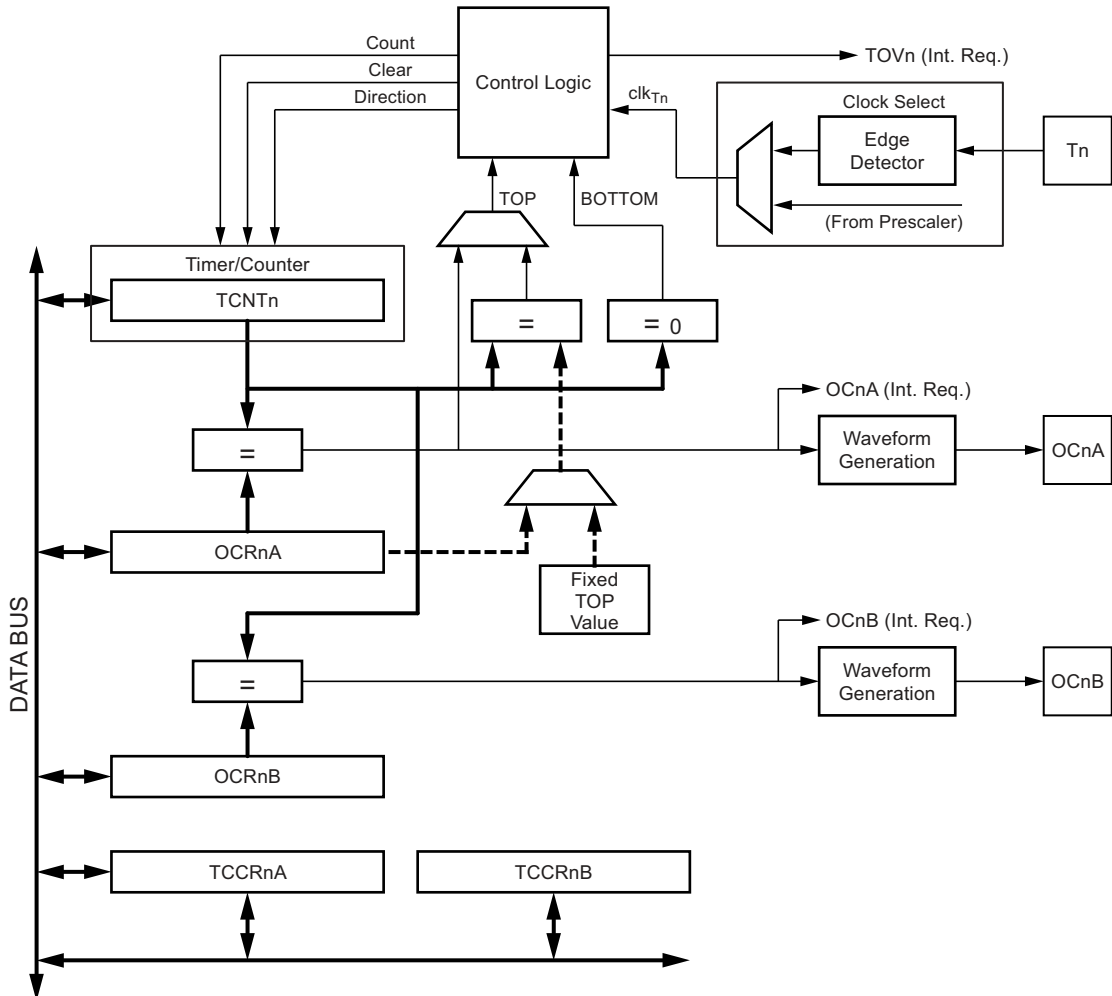 Count
Clear
Direction
Control Logic
TOVn (Int. Req.)
clkTn
Clock Select
Edge
Detector
Tn
(From Prescaler)
TOP
BOTTOM
Timer/Counter
TCNTn
=
= 0
OCnA (Int. Req.)
=
Waveform
Generation
OCnA
OCRnA
Fixed
TOP
Value
DATA BUS
OCnB (Int. Req.)
=
Waveform
Generation
OCnB
OCRnB
TCCRnA
TCCRnB